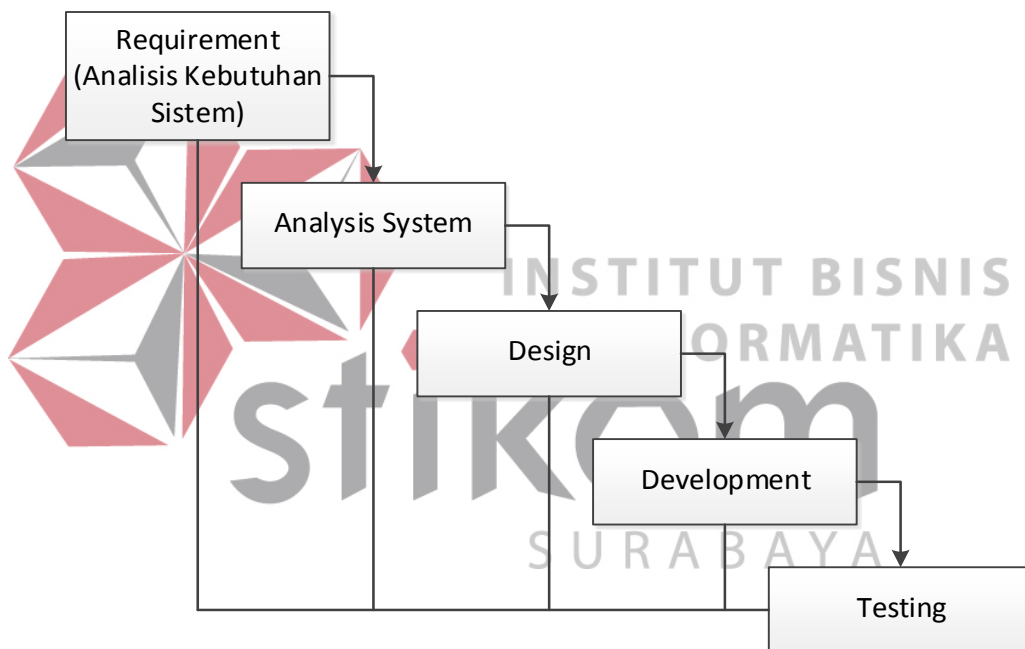 Requirement
(Analisis Kebutuhan
Sistem)
Analysis System
INSTITUT BISNIS
ORMATIKA
Design
stikom
Development
SURABAYA
Testing